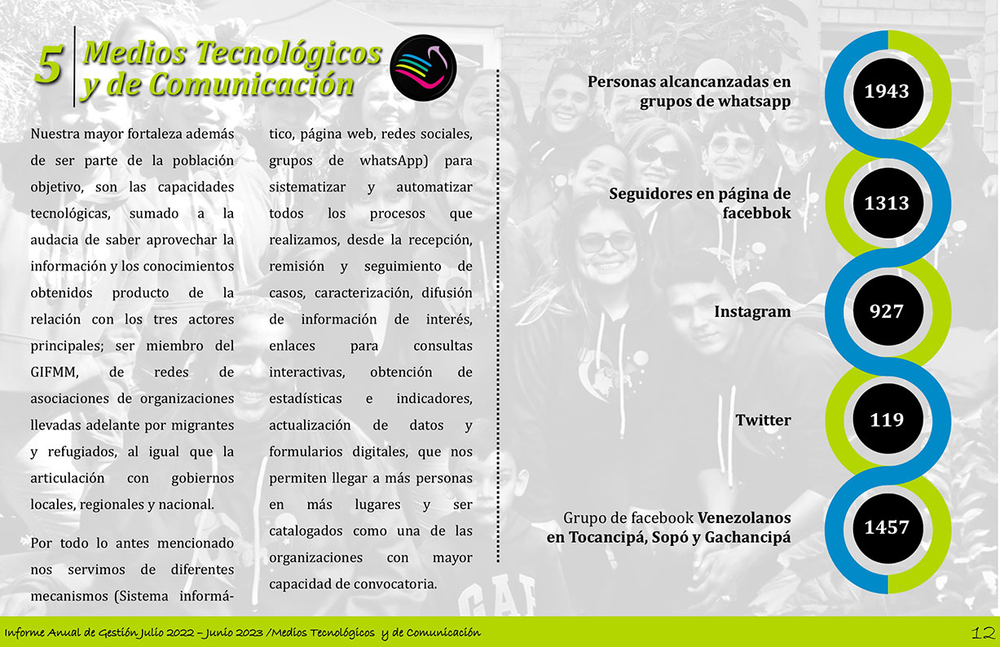 5
Medios Tecnológicos
y de Comunicación
Nuestra mayor fortaleza además
de ser parte de la población
objetivo, son las capacidades
tecnológicas, sumado a la
audacia de saber aprovechar la
información y los conocimientos
obtenidos producto de la
relación con los tres actores
principales; ser miembro del
GIFMM, de redes de
asociaciones de organizaciones
llevadas adelante por migrantes
y refugiados, al igual que la
articulación con gobiernos
locales, regionales y nacional.
Por todo lo antes mencionado
nos servimos de diferentes
mecanismos (Sistema informá-
tico, página web, redes sociales,
grupos de whatsApp) para
sistematizar y automatizar
todos los procesos que
realizamos, desde la recepción,
remisión y seguimiento de
casos, caracterización, difusión
de información de interés,
enlaces para consultas
interactivas, obtención de
estadísticas e indicadores,
actualización de datos y
formularios digitales, que nos
permiten llegar a más personas
en más lugares y ser
catalogados como una de las
organizaciones con mayor
capacidad de convocatoria.
Personas alcancanzadas en
grupos de whatsapp
1943
Seguidores en página de
facebbok
1313
Instagram
927
Twitter
119
Grupo de facebook Venezolanos
en Tocancipá, Sopó y Gachancipá
1457
GAP
Informe Anual de Gestión Julio 2022 – Junio 2023 /Medios Tecnológicos y de Comunicación
12